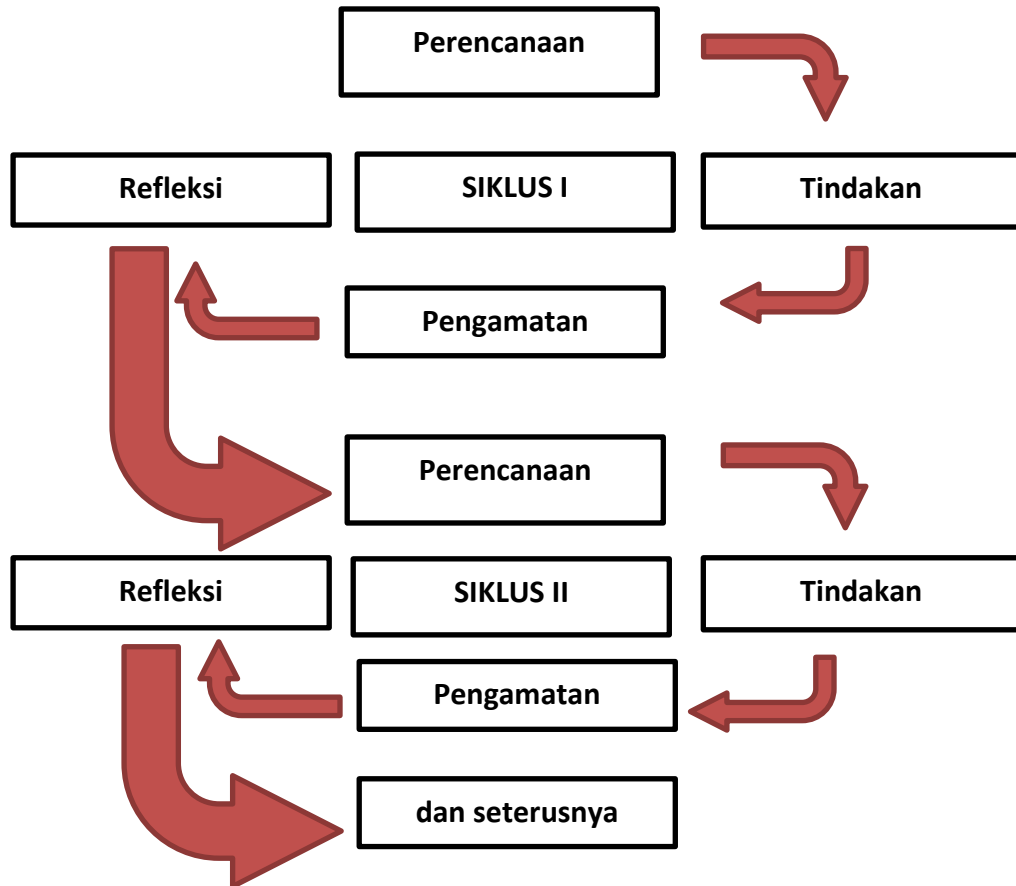 Perencanaan
Refleksi
SIKLUS I
Tindakan
Pengamatan
Perencanaan
Refleksi
SIKLUS II
Tindakan
Pengamatan
dan seterusnya